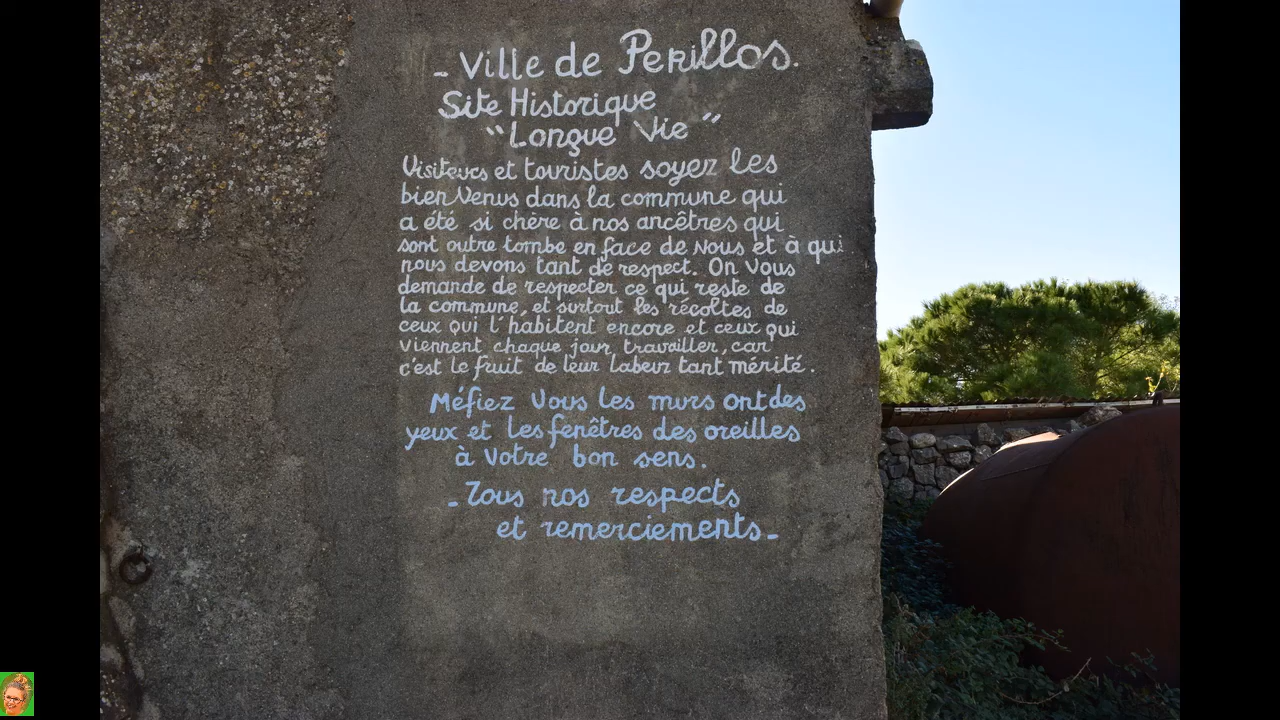 - Ville de Perillos.
Site Historique
"Longue Vie"
Visiteurs et touristes soyez les
bien Venus dans la commune qui
a été si chère à nos ancêtres qui
sont outre tombe en face de Nous et à qui
nous devons tant de respect. On Vous
demande de respecter ce qui reste de
la commune, et surtout les récoltes de
ceux qui l'habitent encore et ceux qui
viennent chaque jour, travailler, car
c'est le fruit de leur labeur tant mérité.
Méfiez Vous les murs ont des
yeux et les fenêtres des oreilles
à Votre bon sens.
- Tous nos respects
et remerciements -